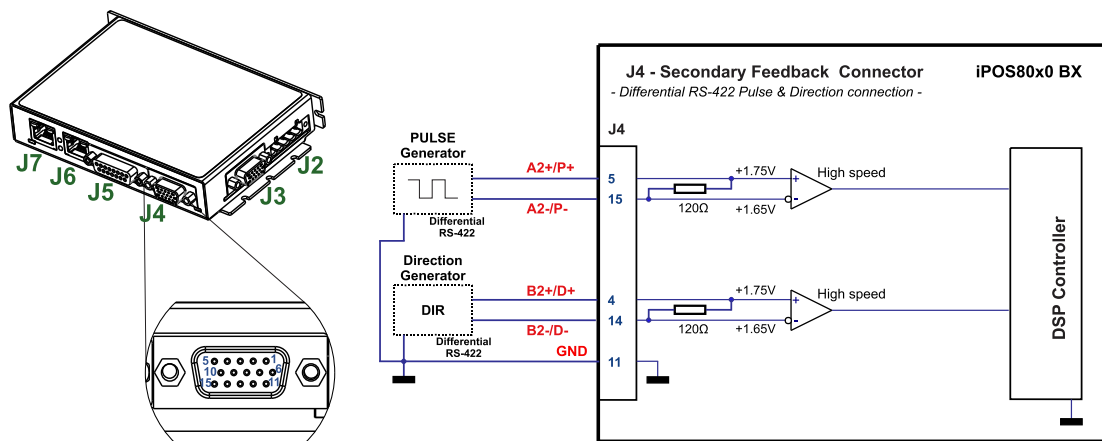 J7
J6
J5
J4
J3
J2
5
1
10
6
15
11
J4 - Secondary Feedback Connector
iPOS80x0 BX
- Differential RS-422 Pulse & Direction connection -
J4
PULSE
Generator
Differential
RS-422
A2+/P+
5
A2-/P-
15
+1.75V
120Ω
+1.65V
+
-
High speed
Direction
Generator
DIR
Differential
RS-422
B2+/D+
4
B2-/D-
14
GND
11
+1.75V
120Ω
+1.65V
+
-
High speed
DSP Controller